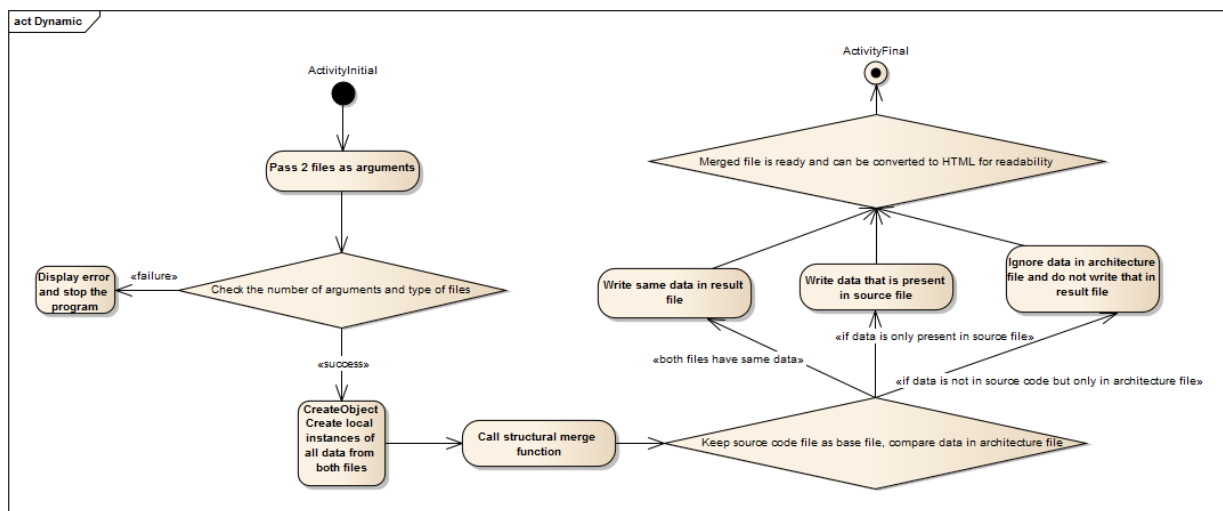 act Dynamic
ActivityInitial
Pass 2 files as arguments
«failure»
Display error
and stop the
program
Check the number of arguments and type of files
«success»
CreateObject
Create local
instances of
all data from
both files
Call structural merge
function
Keep source code file as base file, compare data in architecture file
«both files have same data»
«if data is only present in source file»
«if data is not in source code but only in architecture file»
Write same data in result
file
Write data that is present
in source file
Ignore data in architecture
file and do not write that in
result file
Merged file is ready and can be converted to HTML for readability
ActivityFinal